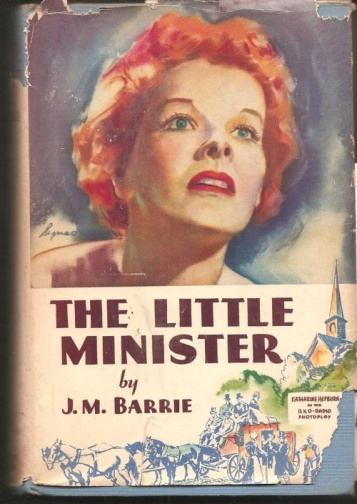 THE LITTLE
MINISTER
by
J. M. BARRIE
KATHARINE HEPBURN
IN THE
R.K.O-RADIO
PHOTOPLAY